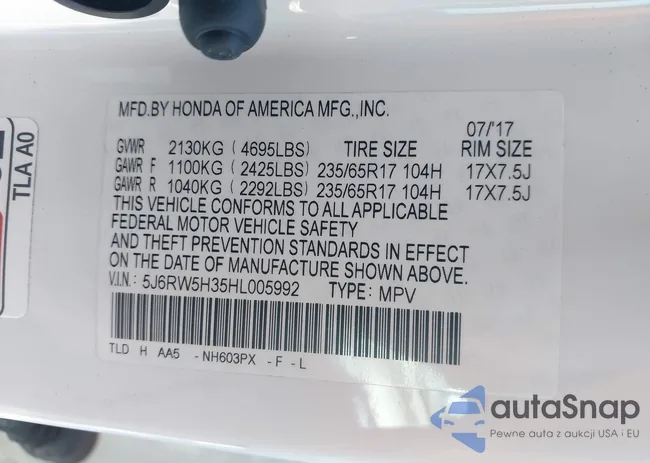 MFD.BY HONDA OF AMERICA MFG.,INC.
07/'17
GVWR 2130KG ( 4695LBS) TIRE SIZE RIM SIZE
GAWR F 1100KG ( 2425LBS) 235/65R17 104H 17X7.5J
GAWR R 1040KG ( 2292LBS) 235/65R17 104H 17X7.5J
THIS VEHICLE CONFORMS TO ALL APPLICABLE
FEDERAL MOTOR VEHICLE SAFETY
AND THEFT PREVENTION STANDARDS IN EFFECT
ON THE DATE OF MANUFACTURE SHOWN ABOVE.
V.I.N.: 5J6RW5H35HL005992 TYPE: MPV
TLD H AA5 - NH603PX - F - L
TLA A0
autaSnap
Pewne auta z aukcji USA i EU